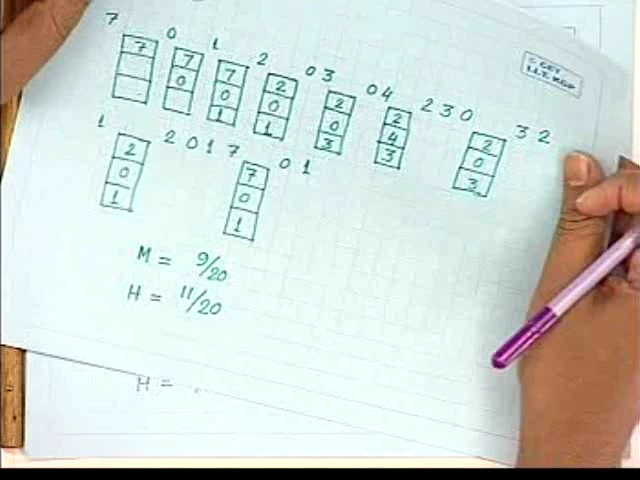 7 0 1 2 0 3 0 4 2 3 0 3 2
7 7 7 2 2 2 2
0 0 0 0 4 0
1 1 3 3 3
© CET
I.I.T. KGP
1 2 0 1 7 0 1
2 7
0 0
1 1
M = 9/20
H = 11/20
H =